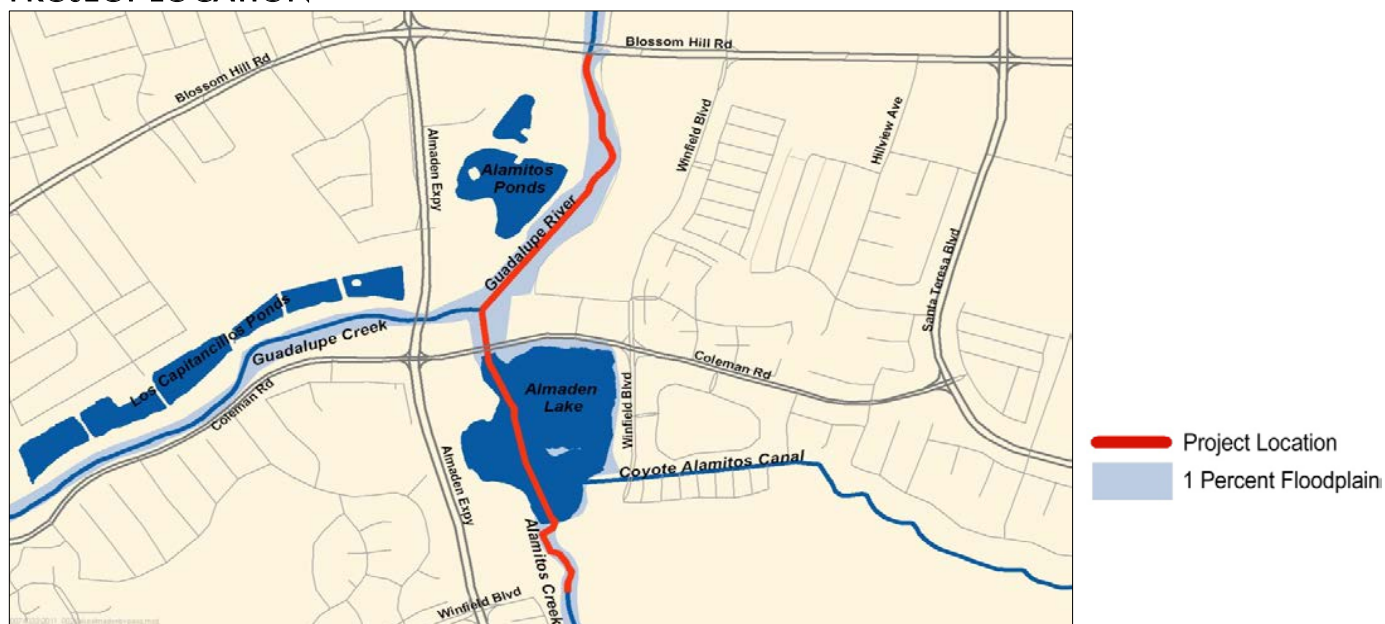 PROJECT LOCATION
Blossom Hill Rd
Blossom Hill Rd
Almaden Expy
Alamitos
Ponds
Winfield Blvd
Hillview Ave
Guadalupe River
Santa Teresa Blvd
Los Capitancillos Ponds
Guadalupe Creek
Coleman Rd
Coleman Rd
Almaden
Lake
Winfield Blvd
Almaden Expy
Coyote Alamitos Canal
Alamitos Creek
Winfield Blvd
Project Location
1 Percent Floodplain